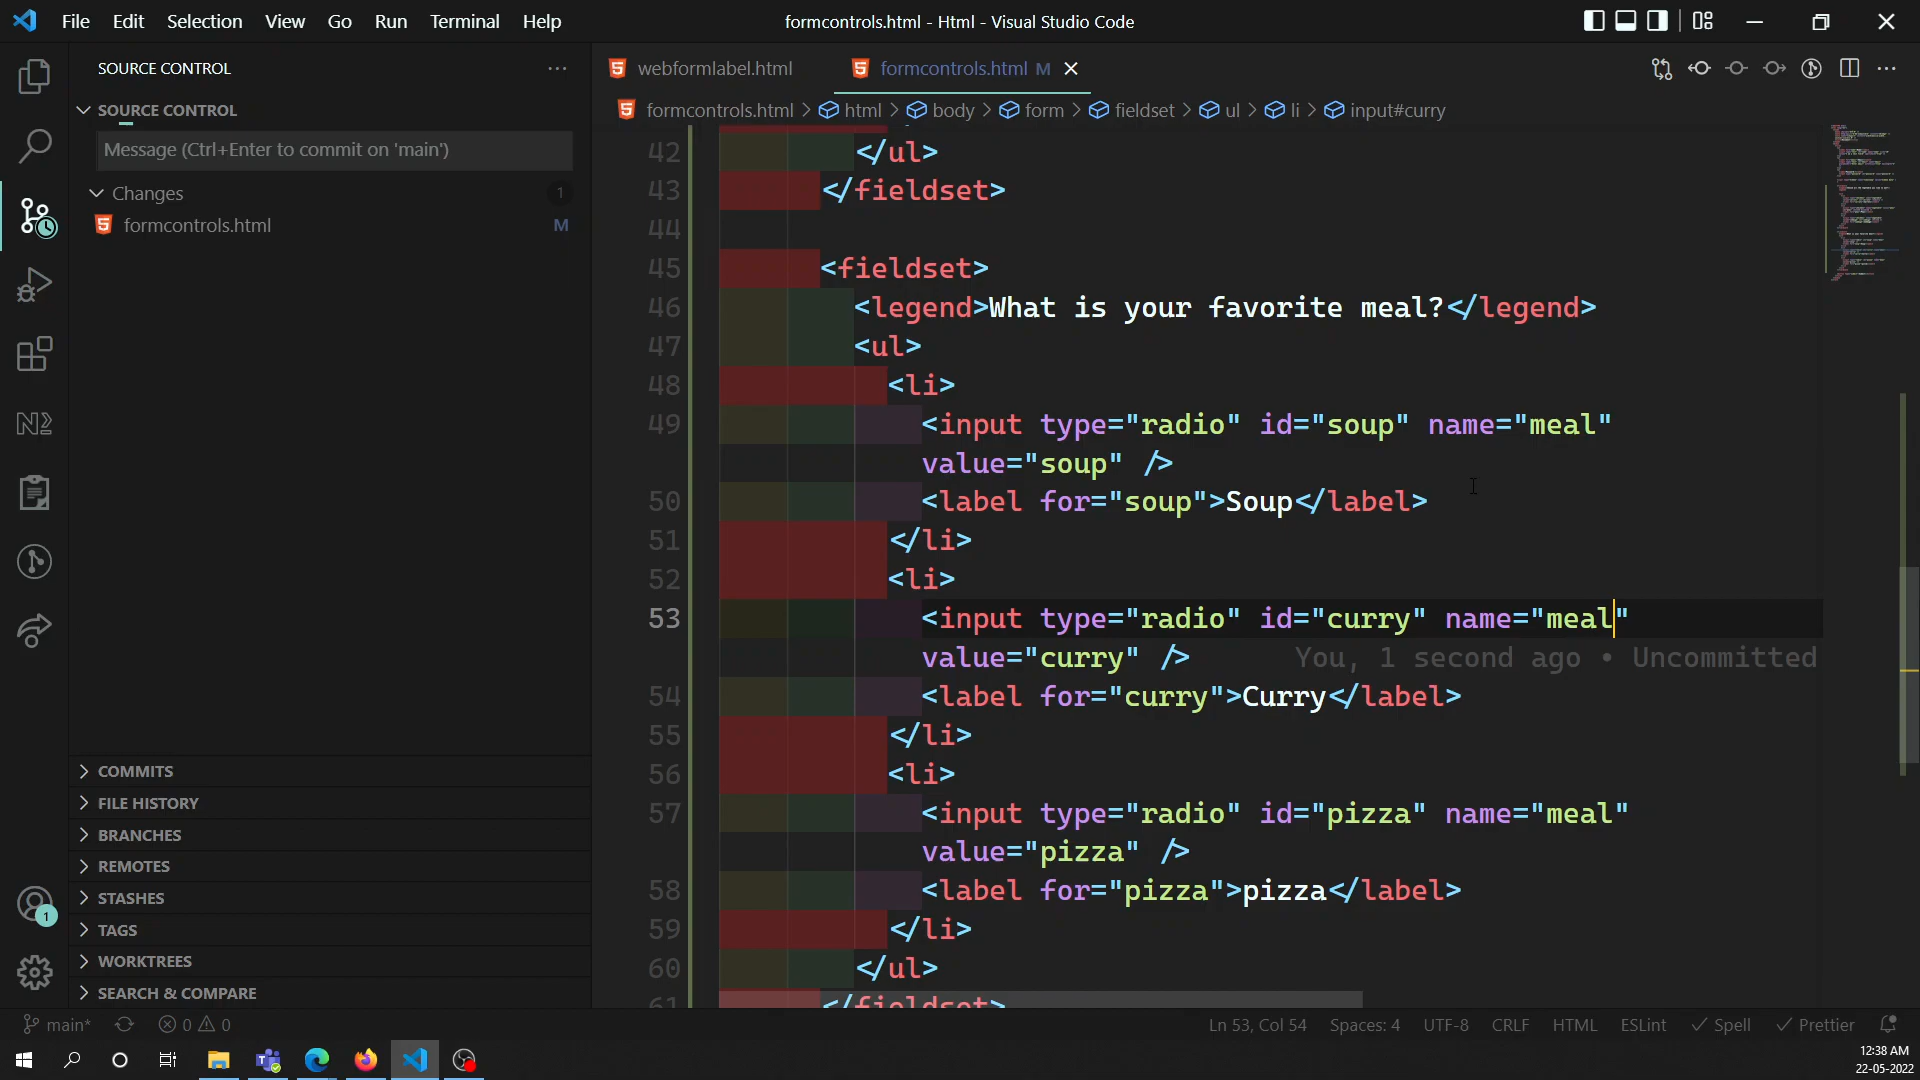 File Edit Selection View Go Run Terminal Help
formcontrols.html - Html - Visual Studio Code
SOURCE CONTROL
SOURCE CONTROL
Message (Ctrl+Enter to commit on 'main')
Changes 1
formcontrols.html M
COMMITS
FILE HISTORY
BRANCHES
REMOTES
STASHES
TAGS
WORKTREES
SEARCH & COMPARE
1
webformlabel.html
formcontrols.html M
formcontrols.html > html > body > form > fieldset > ul > li > input#curry
42 </ul>
43 </fieldset>
44
45 <fieldset>
46 <legend>What is your favorite meal?</legend>
47 <ul>
48 <li>
49 <input type="radio" id="soup" name="meal"
value="soup" />
50 <label for="soup">Soup</label>
51 </li>
52 <li>
53 <input type="radio" id="curry" name="meal"
value="curry" /> You, 1 second ago • Uncommitted
54 <label for="curry">Curry</label>
55 </li>
56 <li>
57 <input type="radio" id="pizza" name="meal"
value="pizza" />
58 <label for="pizza">pizza</label>
59 </li>
60 </ul>
61 </fieldset>
main* 0 0 Ln 53, Col 54 Spaces: 4 UTF-8 CRLF HTML ESLint Spell Prettier
12:38 AM
22-05-2022